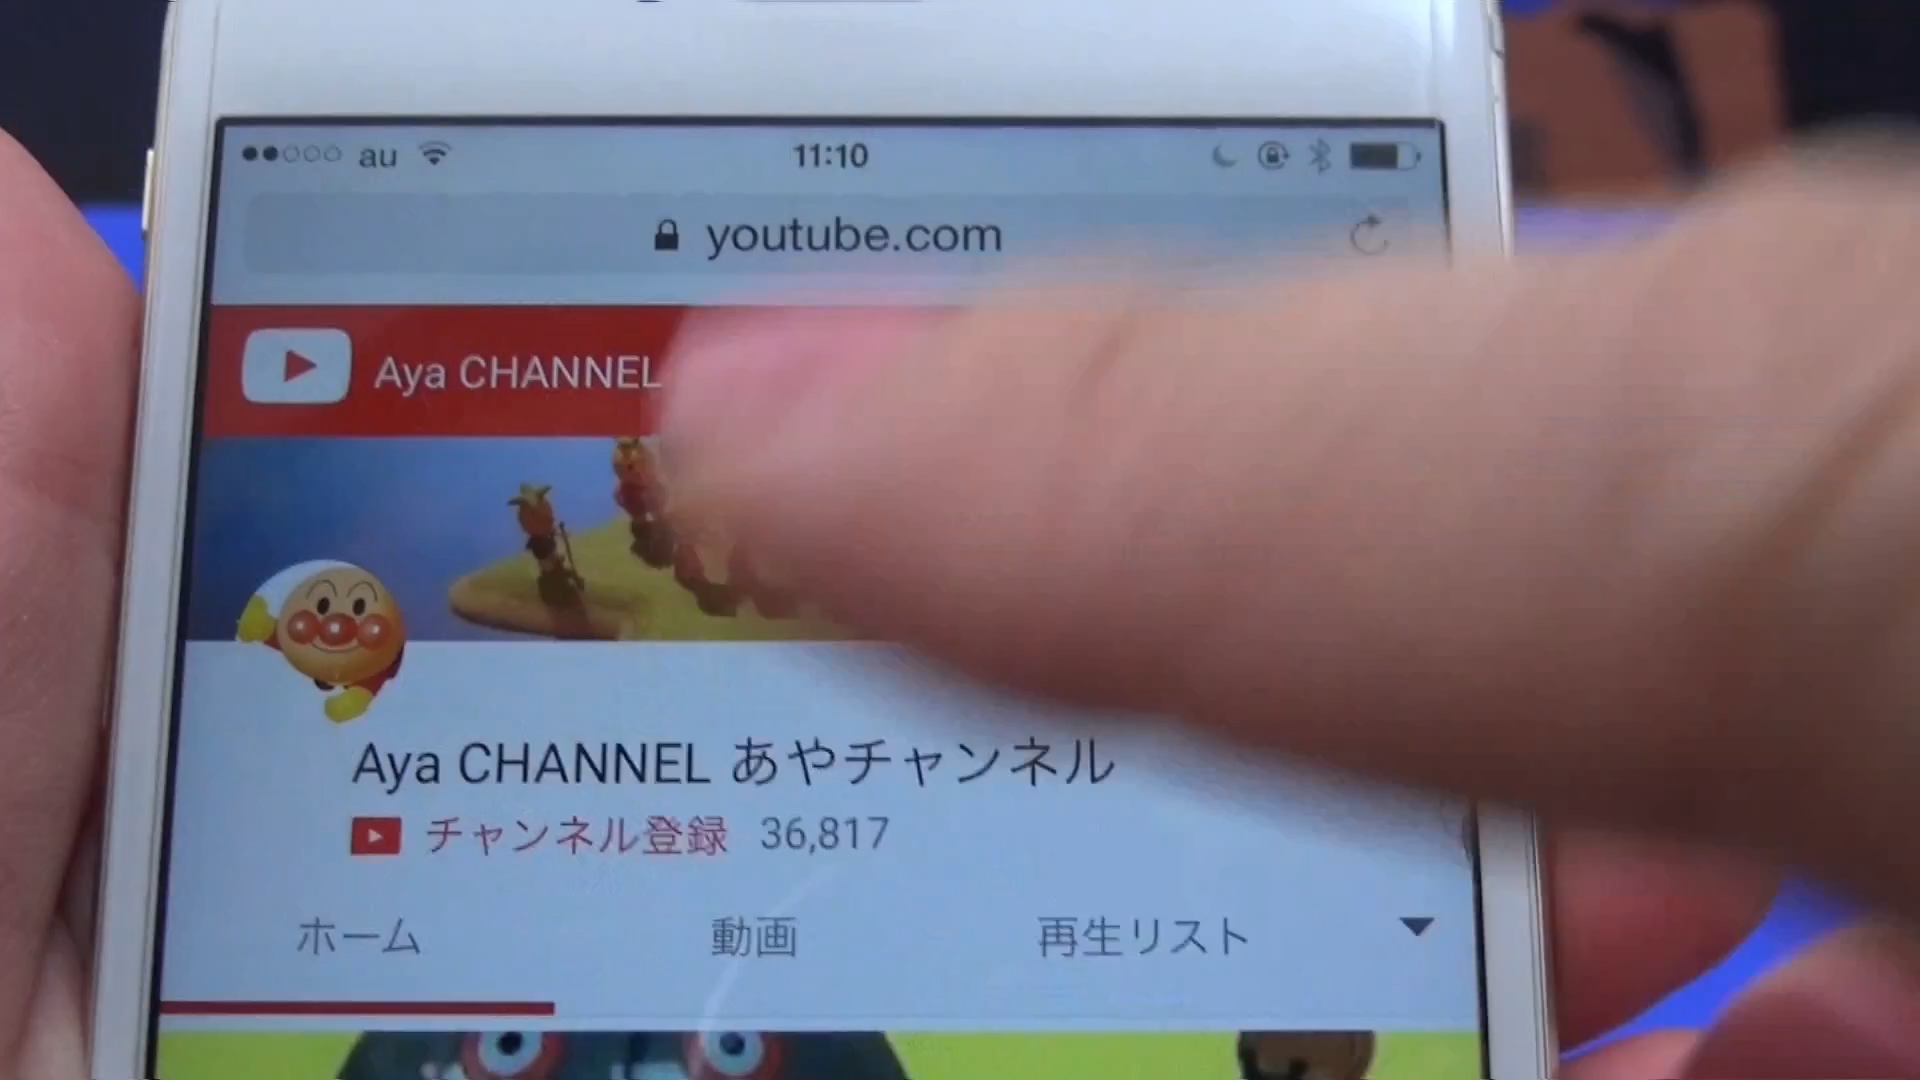 au 11:10
youtube.com
Aya CHANNEL
Aya CHANNEL あやチャンネル
チャンネル登録 36,817
ホーム 動画 再生リスト